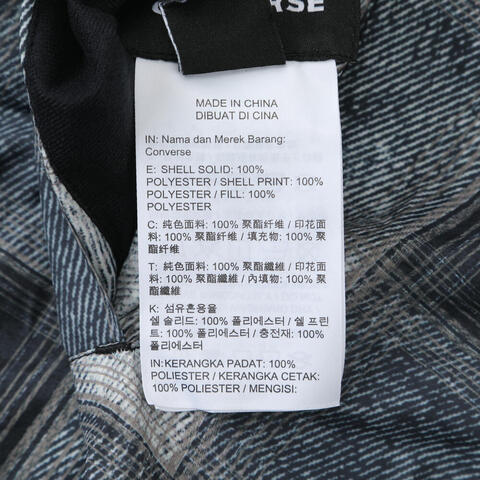 RSE
MADE IN CHINA
DIBUAT DI CINA
IN: Nama dan Merek Barang:
Converse
E: SHELL SOLID: 100%
POLYESTER / SHELL PRINT: 100%
POLYESTER / FILL: 100%
POLYESTER
C: 纯色面料: 100% 聚酯纤维 / 印花面
料: 100% 聚酯纤维 / 填充物: 100% 聚
酯纤维
T: 純色面料: 100% 聚酯纖維 / 印花面
料: 100% 聚酯纖維 / 內填物: 100% 聚
酯纖維
K: 섬유혼용율
쉘 솔리드: 100% 폴리에스터 / 쉘 프린
트: 100% 폴리에스터 / 충전재: 100%
폴리에스터
IN:KERANGKA PADAT: 100%
POLIESTER / KERANGKA CETAK:
100% POLIESTER / MENGISI: